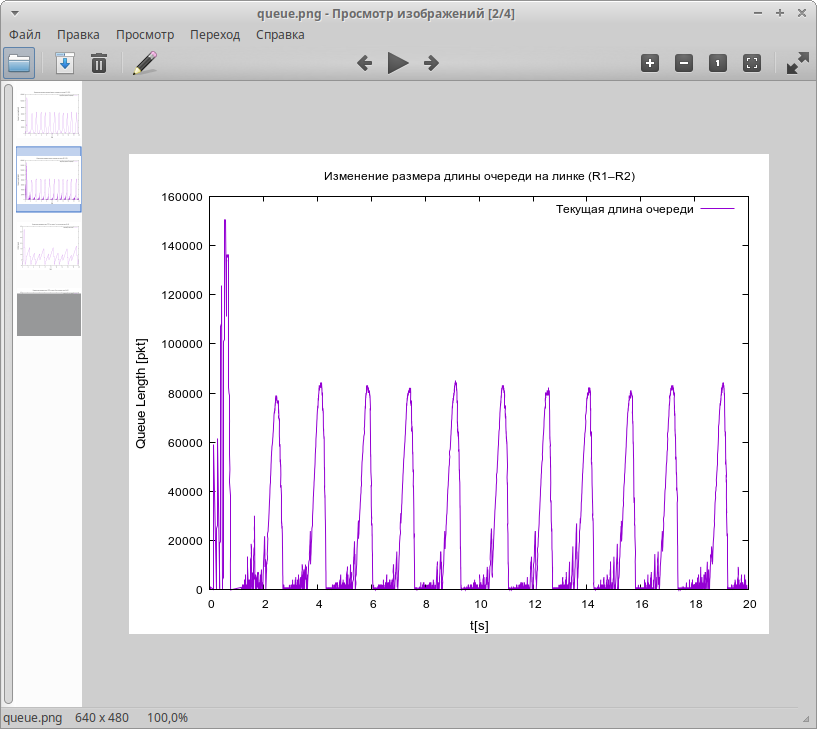 queue.png - Просмотр изображений [2/4]
Файл Правка Просмотр Переход Справка
1
Изменение размера длины очереди на линке (R1–R2)
Текущая длина очереди
160000
140000
120000
100000
80000
60000
40000
20000
0
Queue Length [pkt]
0 2 4 6 8 10 12 14 16 18 20
t[s]
queue.png 640 x 480 100,0%